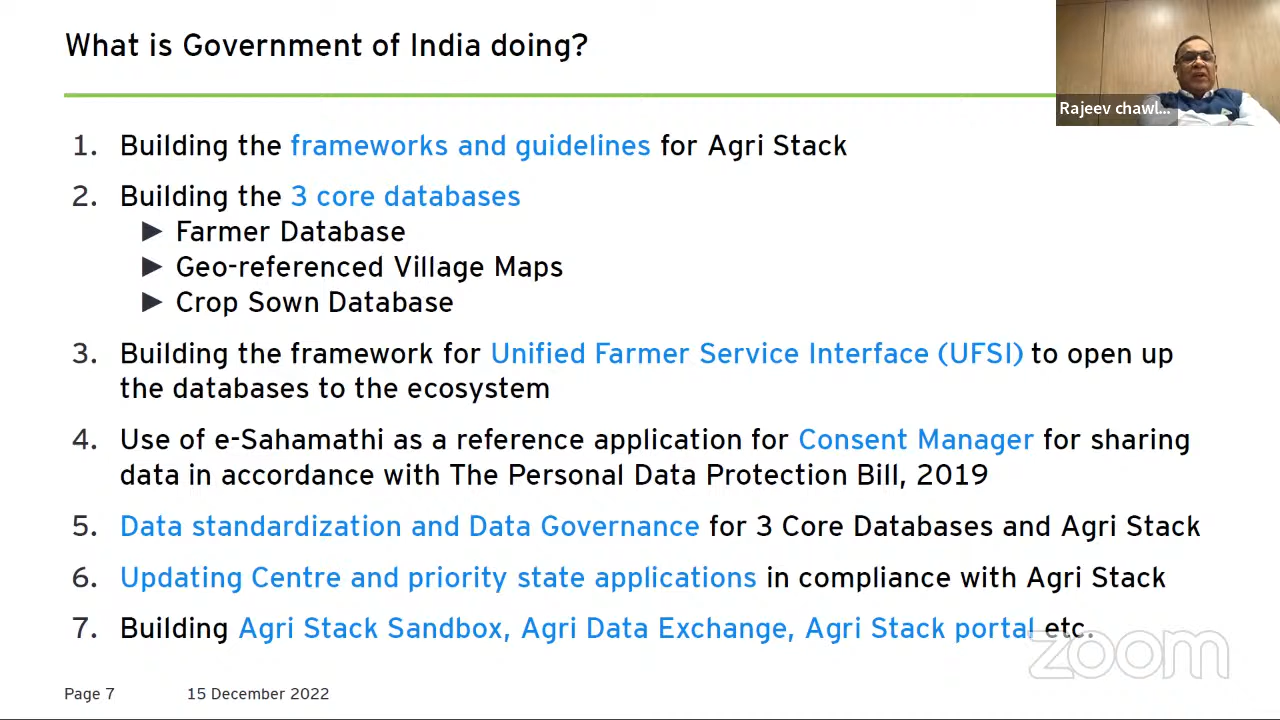 What is Government of India doing?
Rajeev chawl...
1. Building the frameworks and guidelines for Agri Stack
2. Building the 3 core databases
► Farmer Database
► Geo-referenced Village Maps
► Crop Sown Database
3. Building the framework for Unified Farmer Service Interface (UFSI) to open up
the databases to the ecosystem
4. Use of e-Sahamathi as a reference application for Consent Manager for sharing
data in accordance with The Personal Data Protection Bill, 2019
5. Data standardization and Data Governance for 3 Core Databases and Agri Stack
6. Updating Centre and priority state applications in compliance with Agri Stack
7. Building Agri Stack Sandbox, Agri Data Exchange, Agri Stack portal etc.
zoom
Page 7 15 December 2022